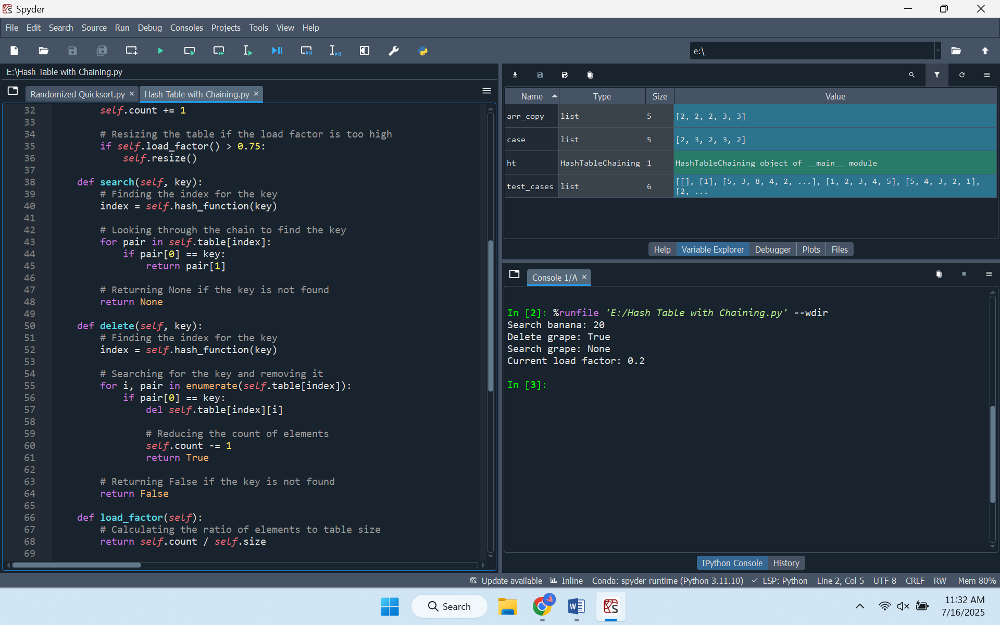 Spyder
File Edit Search Source Run Debug Consoles Projects Tools View Help
e:\
E:\Hash Table with Chaining.py
Randomized Quicksort.py Hash Table with Chaining.py
32 self.count += 1
33
34 # Resizing the table if the load factor is too high
35 if self.load_factor() > 0.75:
36 self.resize()
37
38 def search(self, key):
39 # Finding the index for the key
40 index = self.hash_function(key)
41
42 # Looking through the chain to find the key
43 for pair in self.table[index]:
44 if pair[0] == key:
45 return pair[1]
46
47 # Returning None if the key is not found
48 return None
49
50 def delete(self, key):
51 # Finding the index for the key
52 index = self.hash_function(key)
53
54 # Searching for the key and removing it
55 for i, pair in enumerate(self.table[index]):
56 if pair[0] == key:
57 del self.table[index][i]
58
59 # Reducing the count of elements
60 self.count -= 1
61 return True
62
63 # Returning False if the key is not found
64 return False
65
66 def load_factor(self):
67 # Calculating the ratio of elements to table size
68 return self.count / self.size
69
Name Type Size Value
arr_copy list 5 [2, 2, 2, 3, 3]
case list 5 [2, 3, 2, 3, 2]
ht HashTableChaining 1 HashTableChaining object of __main__ module
test_cases list 6 [[], [1], [5, 3, 8, 4, 2, ...], [1, 2, 3, 4, 5], [5, 4, 3, 2, 1],
[2, ...
Help Variable Explorer Debugger Plots Files
Console 1/A
In [2]: %runfile 'E:/Hash Table with Chaining.py' --wdir
Search banana: 20
Delete grape: True
Search grape: None
Current load factor: 0.2
In [3]:
IPython Console History
Update available Inline Conda: spyder-runtime (Python 3.11.10) LSP: Python Line 2, Col 5 UTF-8 CRLF RW Mem 80%
Search
11:32 AM
7/16/2025